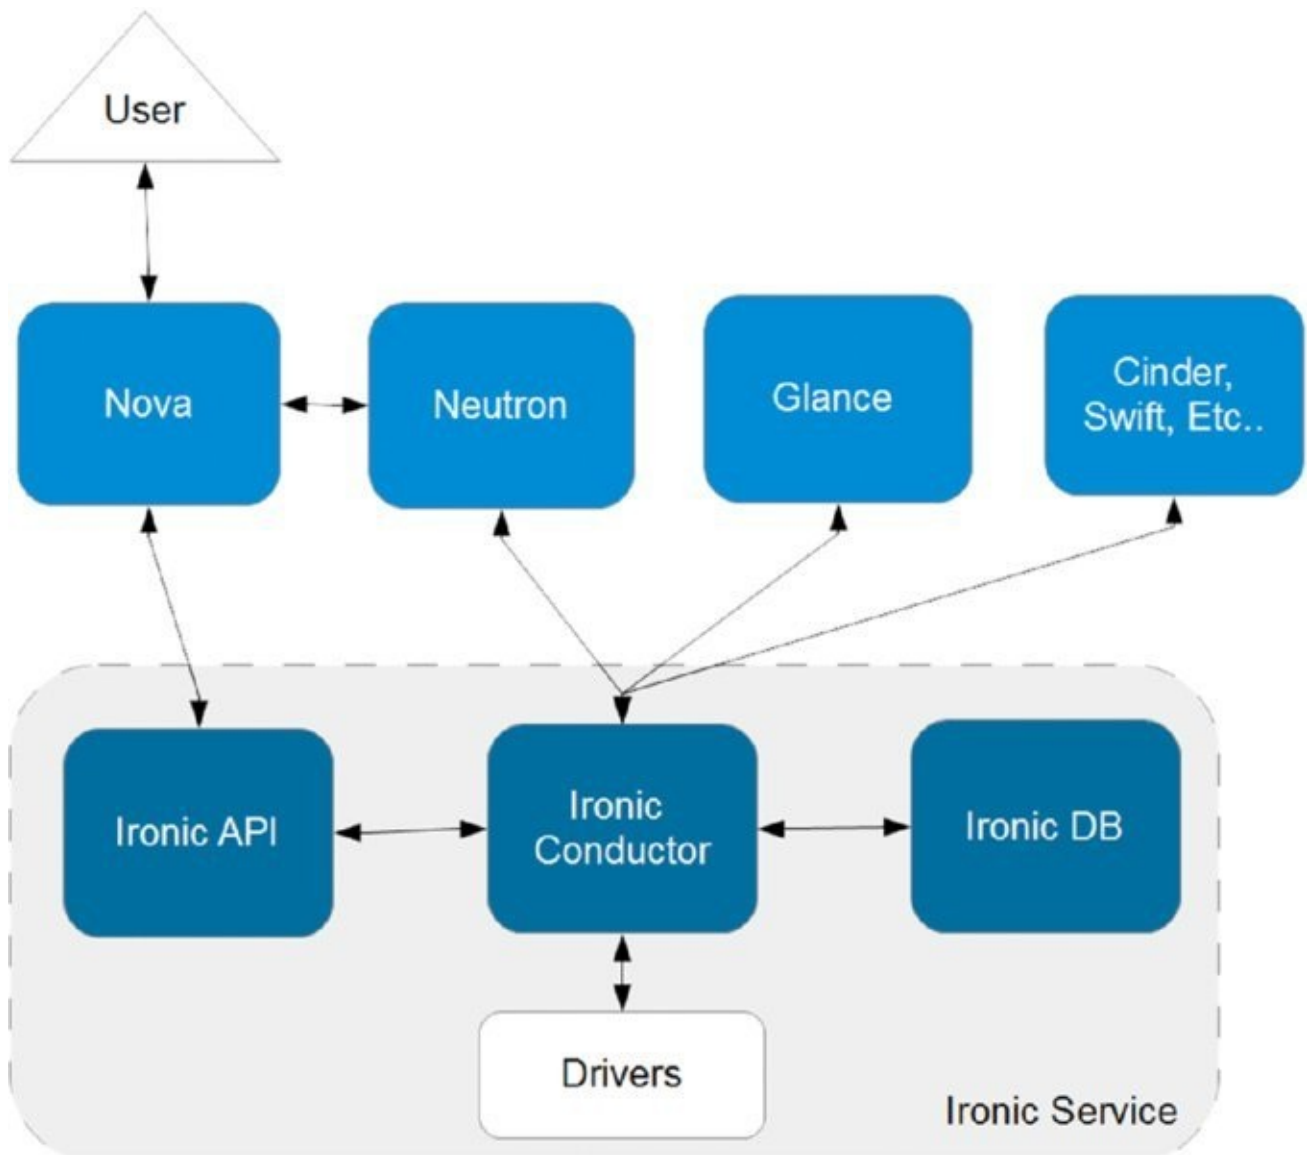 User
Nova
Neutron
Glance
Cinder,
Swift, Etc..
Ironic API
Ironic
Conductor
Ironic DB
Drivers
Ironic Service